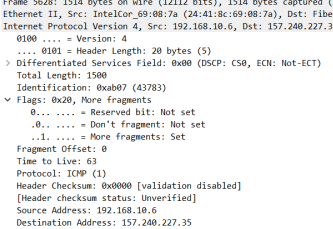 Frame 5628: 1514 bytes on wire (12112 bits), 1514 bytes captured (
Ethernet II, Src: IntelCor_69:08:7a (24:41:8c:69:08:7a), Dst: Fibe
Internet Protocol Version 4, Src: 192.168.10.6, Dst: 157.240.227.3
0100 .... = Version: 4
.... 0101 = Header Length: 20 bytes (5)
> Differentiated Services Field: 0x00 (DSCP: CS0, ECN: Not-ECT)
Total Length: 1500
Identification: 0xab07 (43783)
Flags: 0x20, More fragments
0... .... = Reserved bit: Not set
.0.. .... = Don't fragment: Not set
..1. .... = More fragments: Set
Fragment Offset: 0
Time to Live: 63
Protocol: ICMP (1)
Header Checksum: 0x0000 [validation disabled]
[Header checksum status: Unverified]
Source Address: 192.168.10.6
Destination Address: 157.240.227.35